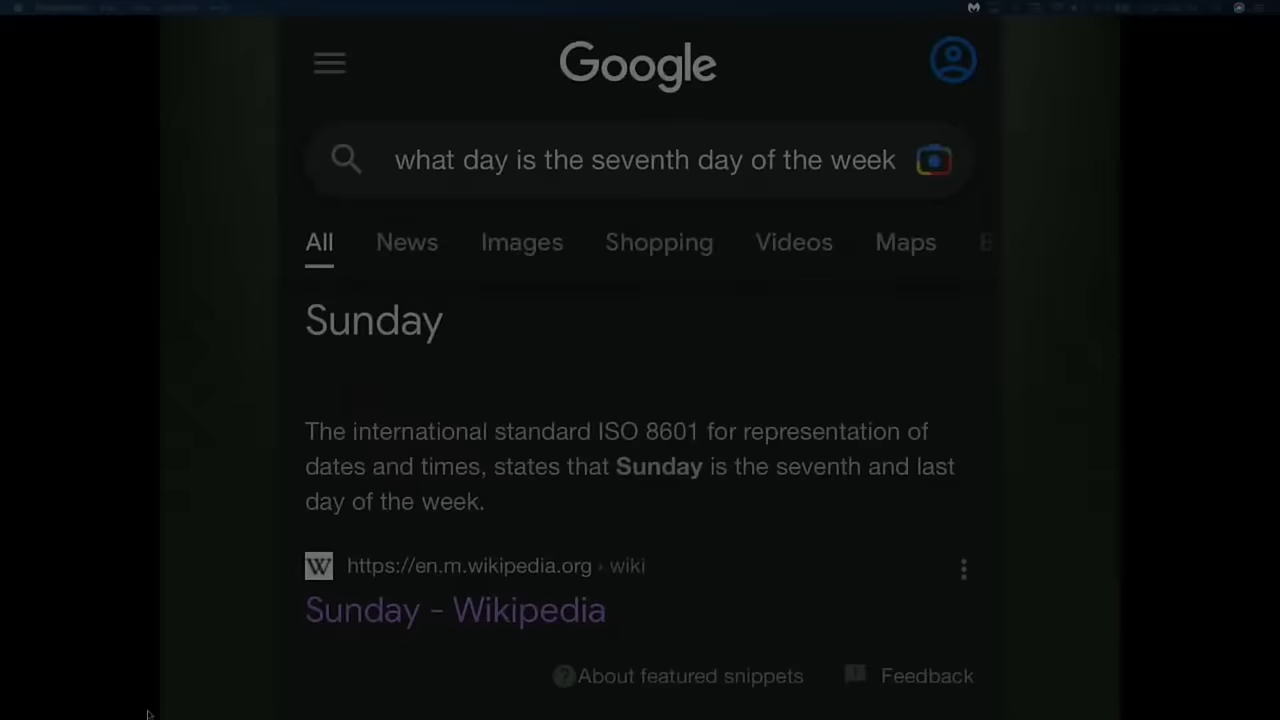 Google
what day is the seventh day of the week
All News Images Shopping Videos Maps
Sunday
The international standard ISO 8601 for representation of
dates and times, states that Sunday is the seventh and last
day of the week.
W https://en.m.wikipedia.org › wiki
Sunday - Wikipedia
?About featured snippets ! Feedback